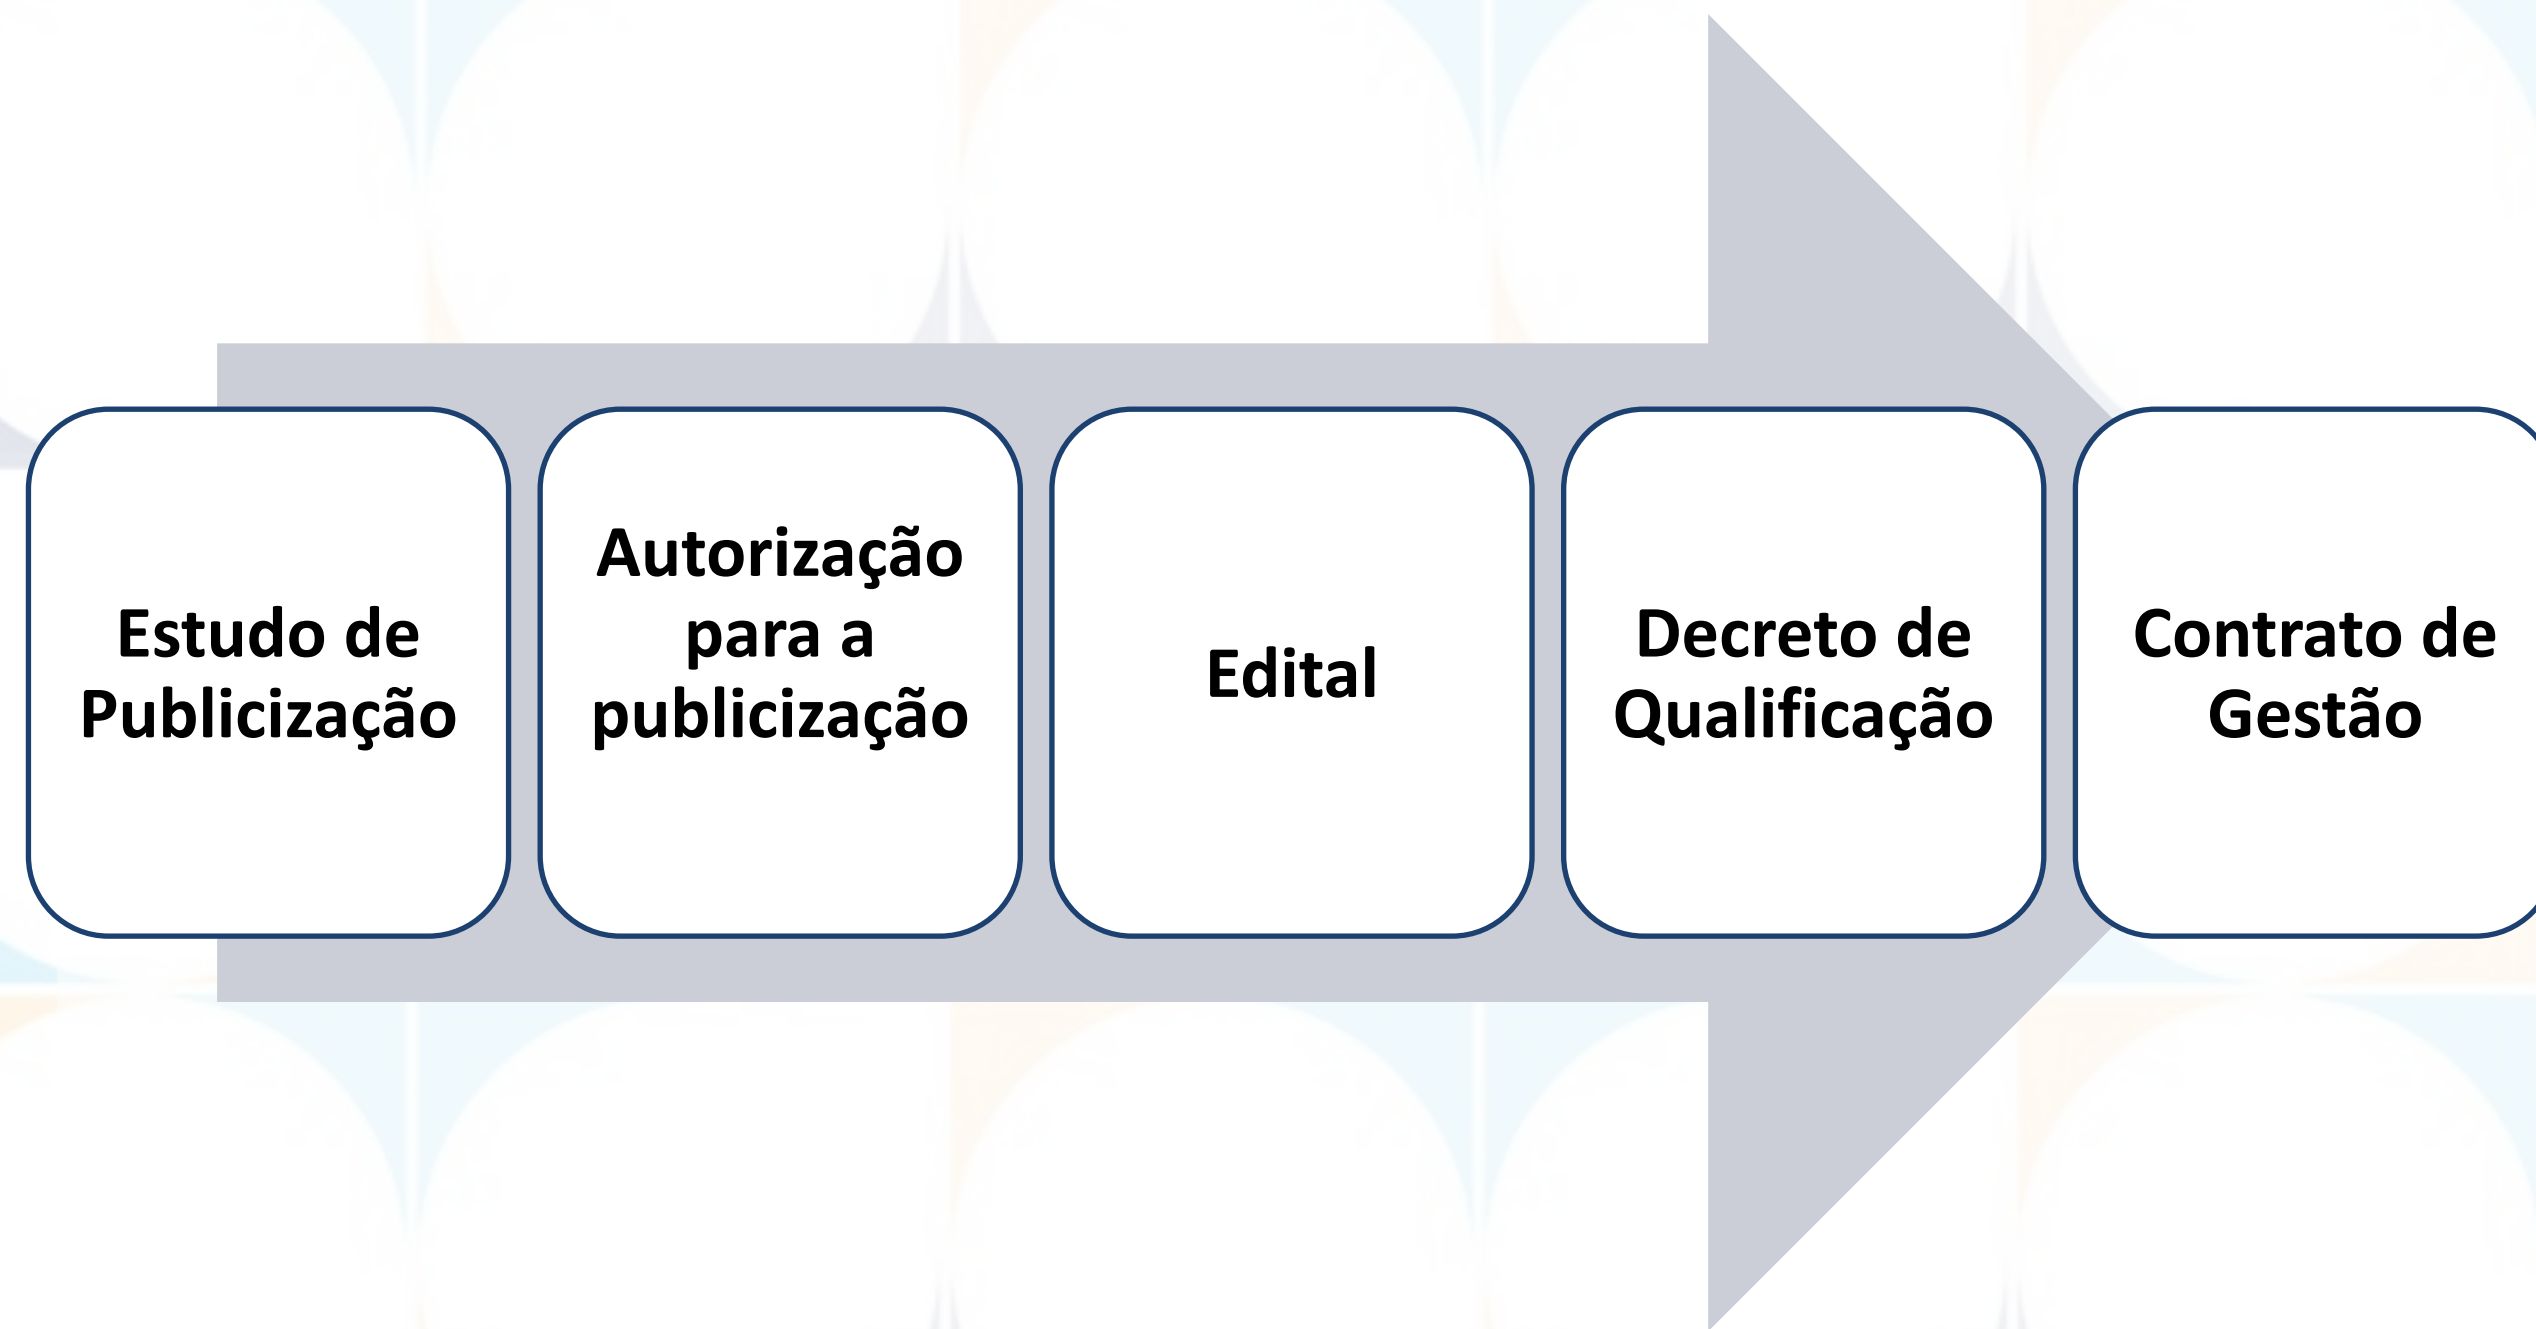 Estudo de
Publicização
Autorização
para a
publicização
Edital
Decreto de
Qualificação
Contrato de
Gestão